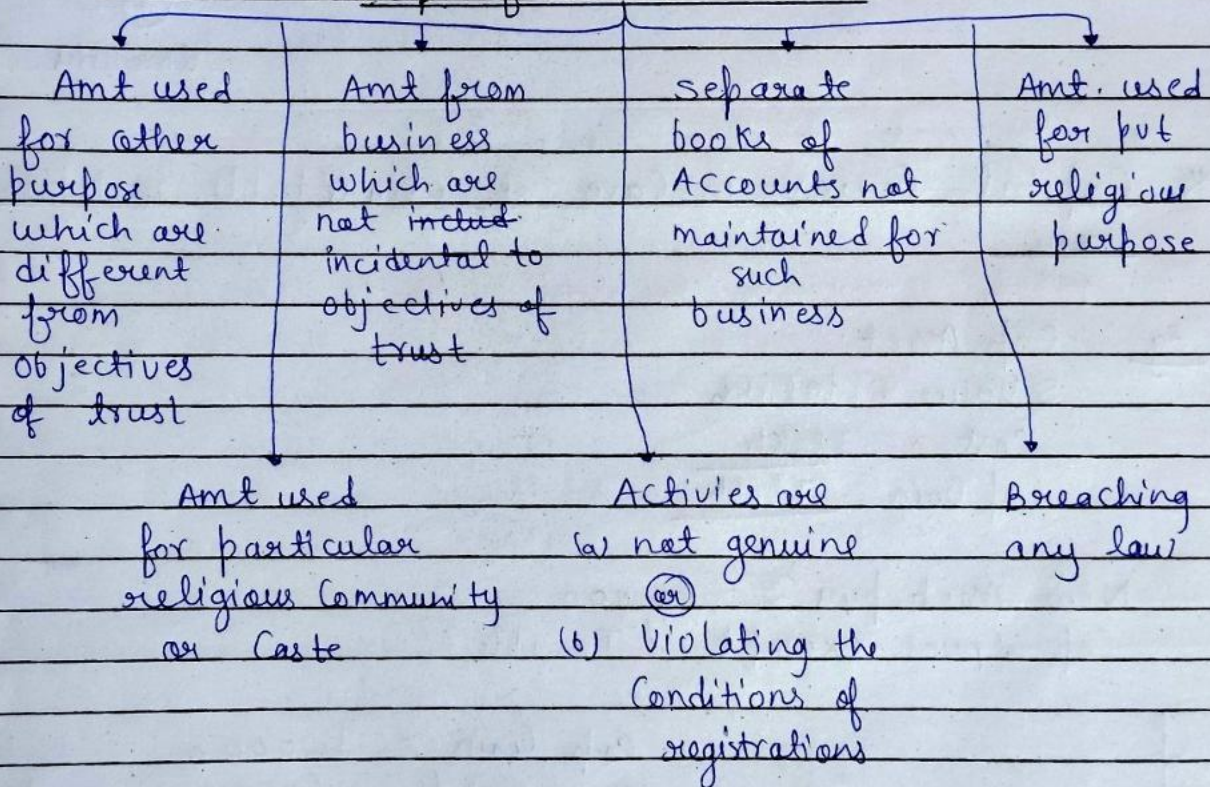 Amt used
for other
purpose
which are
different
from
objectives
of trust
Amt from
business
which are
not includ
incidental to
objectives of
trust
separate
books of
Accounts not
maintained for
such
business
Amt. used
for pvt
religious
purpose
Amt used
for particular
religious Community
or Caste
Activies are
(a) not genuine
(or)
(b) Violating the
Conditions of
registrations
Breaching
any law